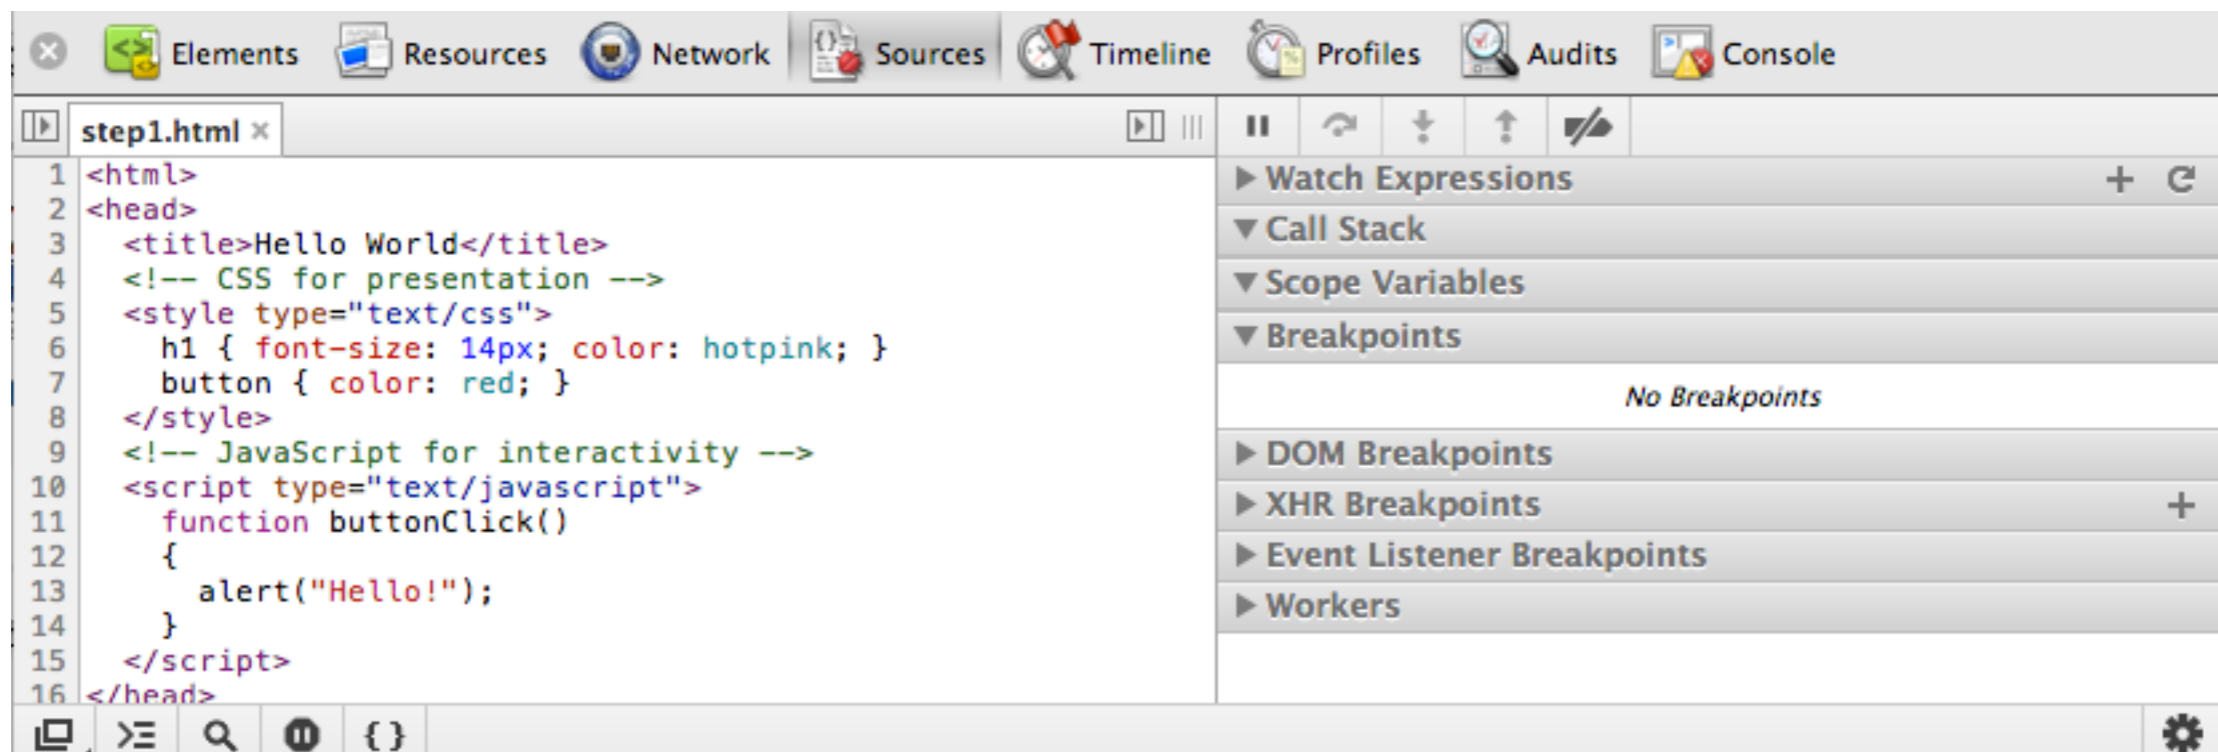 Elements Resources Network Sources Timeline Profiles Audits Console
step1.html
1 <html>
2 <head>
3   <title>Hello World</title>
4   <!-- CSS for presentation -->
5   <style type="text/css">
6     h1 { font-size: 14px; color: hotpink; }
7     button { color: red; }
8   </style>
9   <!-- JavaScript for interactivity -->
10   <script type="text/javascript">
11     function buttonClick()
12     {
13       alert("Hello!");
14     }
15   </script>
16 </head>
Watch Expressions
Call Stack
Scope Variables
Breakpoints
No Breakpoints
DOM Breakpoints
XHR Breakpoints
Event Listener Breakpoints
Workers